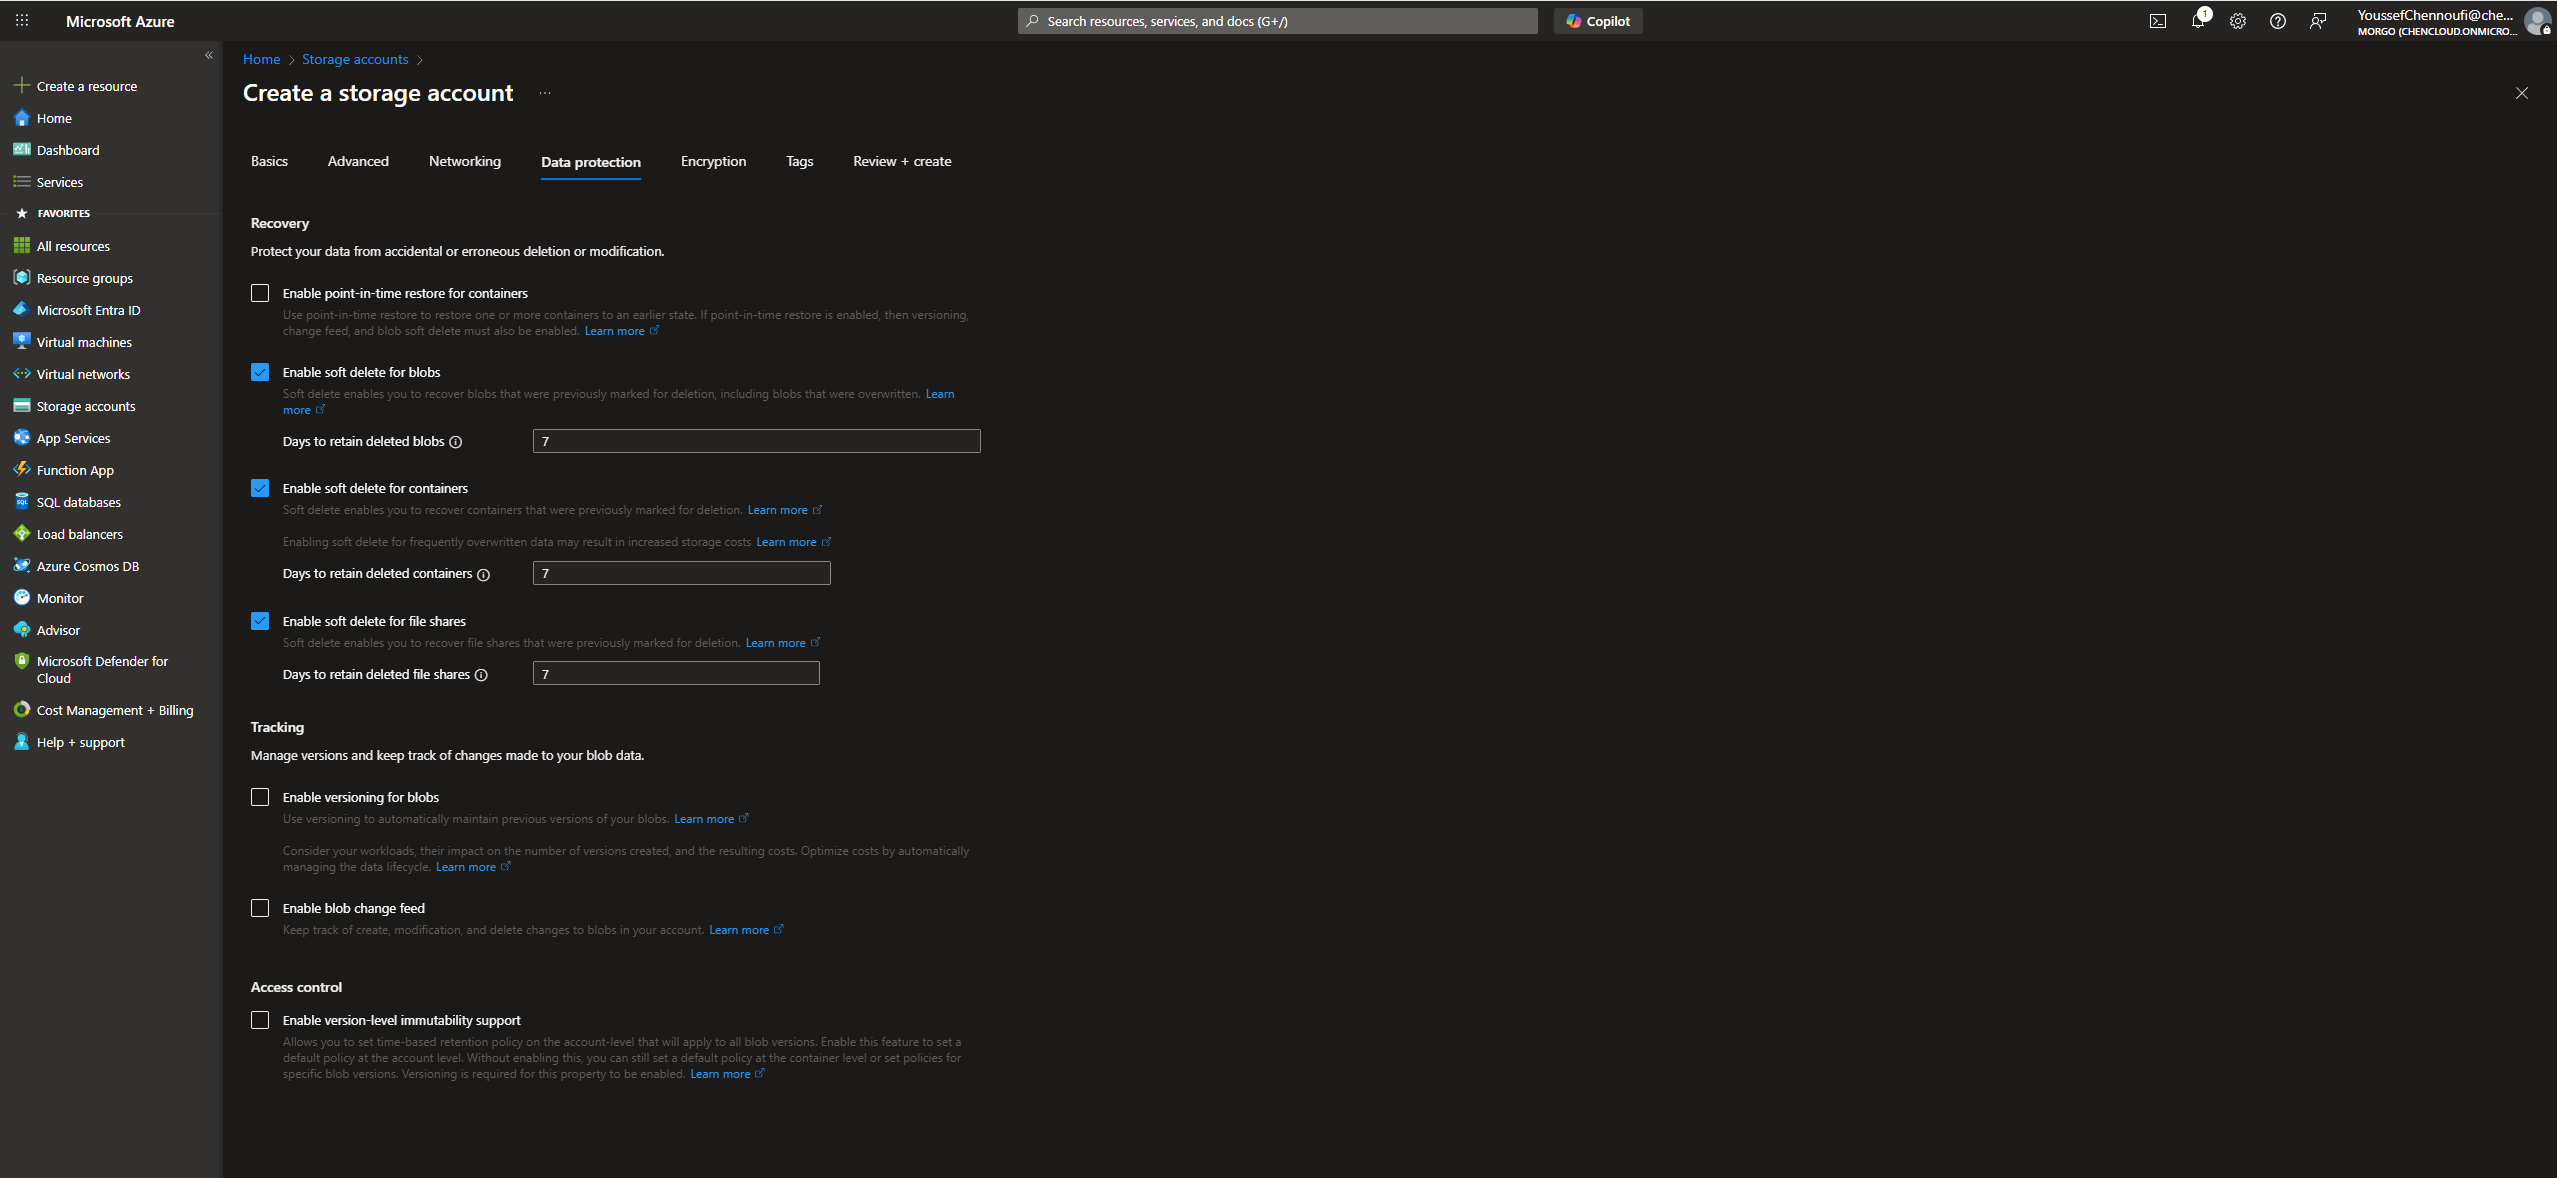 Microsoft Azure
Search resources, services, and docs (G+/)
Copilot
1
YoussefChennoufi@che...
MORGO (CHENCLOUD.ONMICRO...
Create a resource
Home
Dashboard
Services
FAVORITES
All resources
Resource groups
Microsoft Entra ID
Virtual machines
Virtual networks
Storage accounts
App Services
Function App
SQL databases
Load balancers
Azure Cosmos DB
Monitor
Advisor
Microsoft Defender for
Cloud
Cost Management + Billing
Help + support
Home > Storage accounts >
Create a storage account ...
Basics Advanced Networking Data protection Encryption Tags Review + create
Recovery
Protect your data from accidental or erroneous deletion or modification.
Enable point-in-time restore for containers
Use point-in-time restore to restore one or more containers to an earlier state. If point-in-time restore is enabled, then versioning,
change feed, and blob soft delete must also be enabled. Learn more
Enable soft delete for blobs
Soft delete enables you to recover blobs that were previously marked for deletion, including blobs that were overwritten. Learn
more
Days to retain deleted blobs 7
Enable soft delete for containers
Soft delete enables you to recover containers that were previously marked for deletion. Learn more
Enabling soft delete for frequently overwritten data may result in increased storage costs Learn more
Days to retain deleted containers 7
Enable soft delete for file shares
Soft delete enables you to recover file shares that were previously marked for deletion. Learn more
Days to retain deleted file shares 7
Tracking
Manage versions and keep track of changes made to your blob data.
Enable versioning for blobs
Use versioning to automatically maintain previous versions of your blobs. Learn more
Consider your workloads, their impact on the number of versions created, and the resulting costs. Optimize costs by automatically
managing the data lifecycle. Learn more
Enable blob change feed
Keep track of create, modification, and delete changes to blobs in your account. Learn more
Access control
Enable version-level immutability support
Allows you to set time-based retention policy on the account-level that will apply to all blob versions. Enable this feature to set a
default policy at the account level. Without enabling this, you can still set a default policy at the container level or set policies for
specific blob versions. Versioning is required for this property to be enabled. Learn more